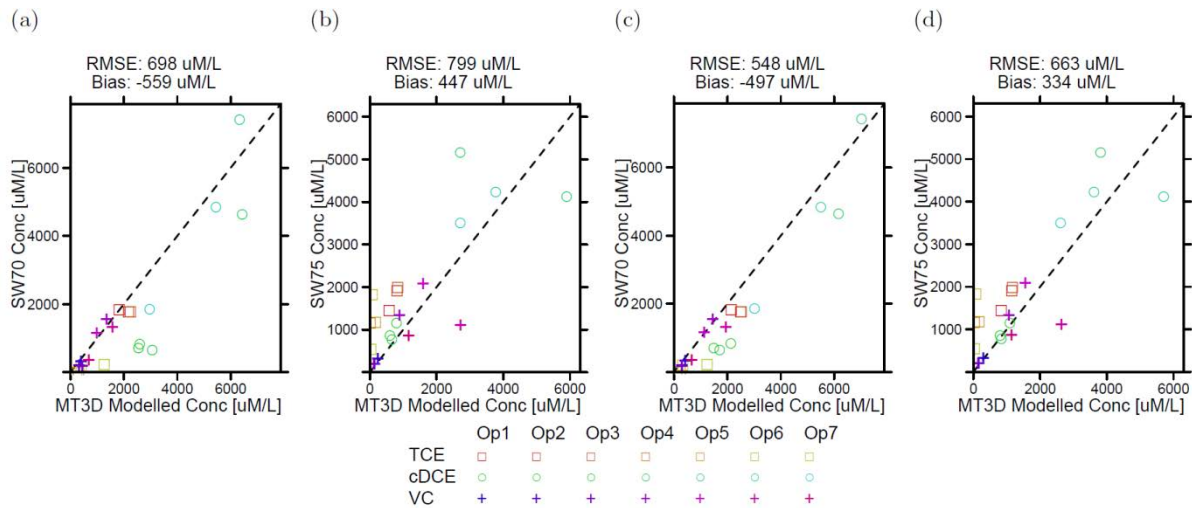 (a) (b) (c) (d)
RMSE: 698 uM/L
Bias: -559 uM/L
SW70 Conc [uM/L]
6000
4000
2000
0
0 2000 4000 6000
MT3D Modelled Conc [uM/L]
RMSE: 799 uM/L
Bias: 447 uM/L
SW75 Conc [uM/L]
6000
5000
4000
3000
2000
1000
0
0 2000 4000 6000
MT3D Modelled Conc [uM/L]
RMSE: 548 uM/L
Bias: -497 uM/L
SW70 Conc [uM/L]
6000
4000
2000
0
0 2000 4000 6000
MT3D Modelled Conc [uM/L]
RMSE: 663 uM/L
Bias: 334 uM/L
SW75 Conc [uM/L]
6000
5000
4000
3000
2000
1000
0
0 2000 4000 6000
MT3D Modelled Conc [uM/L]
Op1 Op2 Op3 Op4 Op5 Op6 Op7
TCE
cDCE
VC